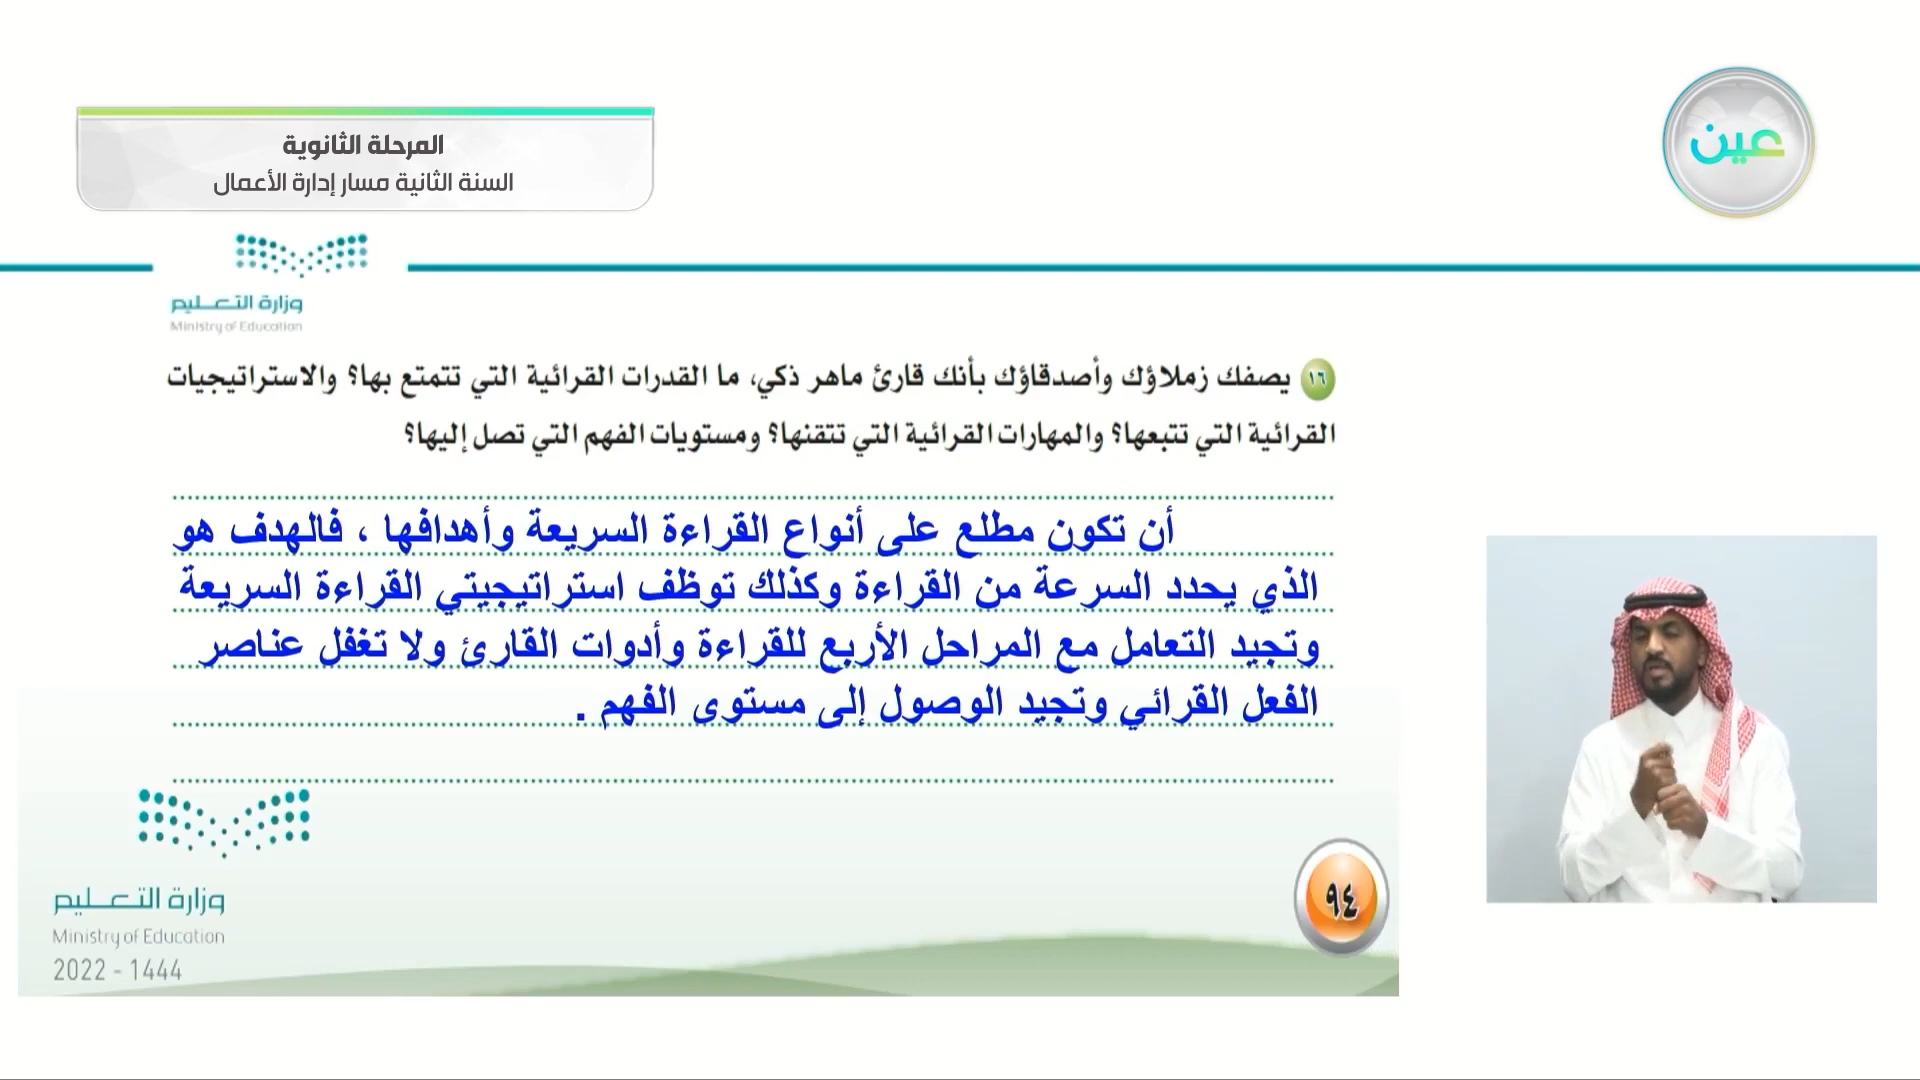 المرحلة الثانوية
السنة الثانية مسار إدارة الأعمال
عين
وزارة التعـــليم
Ministry of Education
١٦ يصفك زملاؤك وأصدقاؤك بأنك قارئ ماهر ذكي، ما القدرات القرائية التي تتمتع بها؟ والاستراتيجيات
القرائية التي تتبعها؟ والمهارات القرائية التي تتقنها؟ ومستويات الفهم التي تصل إليها؟
أن تكون مطلع على أنواع القراءة السريعة وأهدافها ، فالهدف هو
الذي يحدد السرعة من القراءة وكذلك توظف استراتيجيتي القراءة السريعة
وتجيد التعامل مع المراحل الأربع للقراءة وأدوات القارئ ولا تغفل عناصر
الفعل القرائي وتجيد الوصول إلى مستوى الفهم .
٩٤
وزارة التعـــليم
Ministry of Education
2022 - 1444